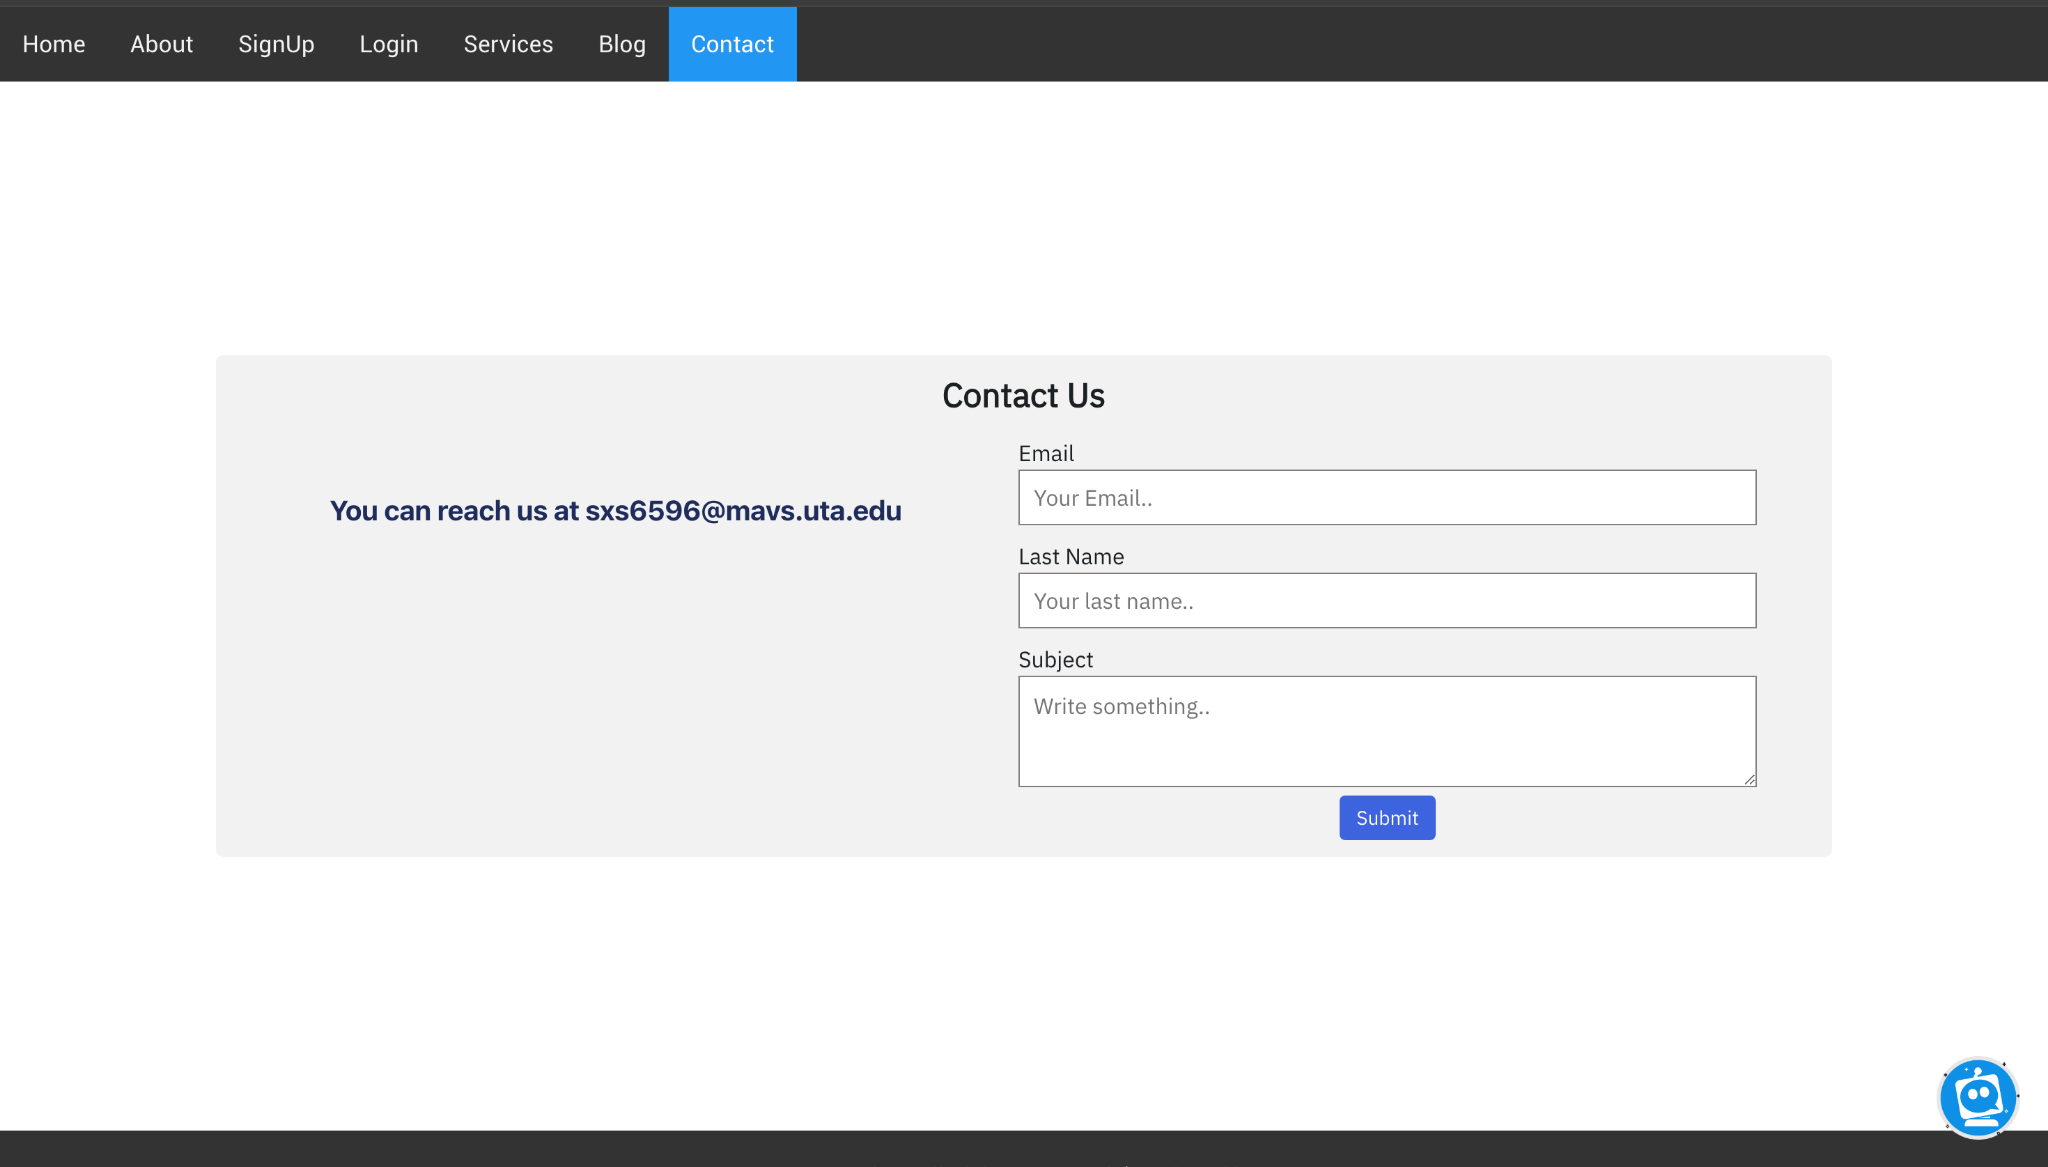 Home About SignUp Login Services Blog Contact
Contact Us
You can reach us at sxs6596@mavs.uta.edu
Email
Your Email..
Last Name
Your last name..
Subject
Write something..
Submit